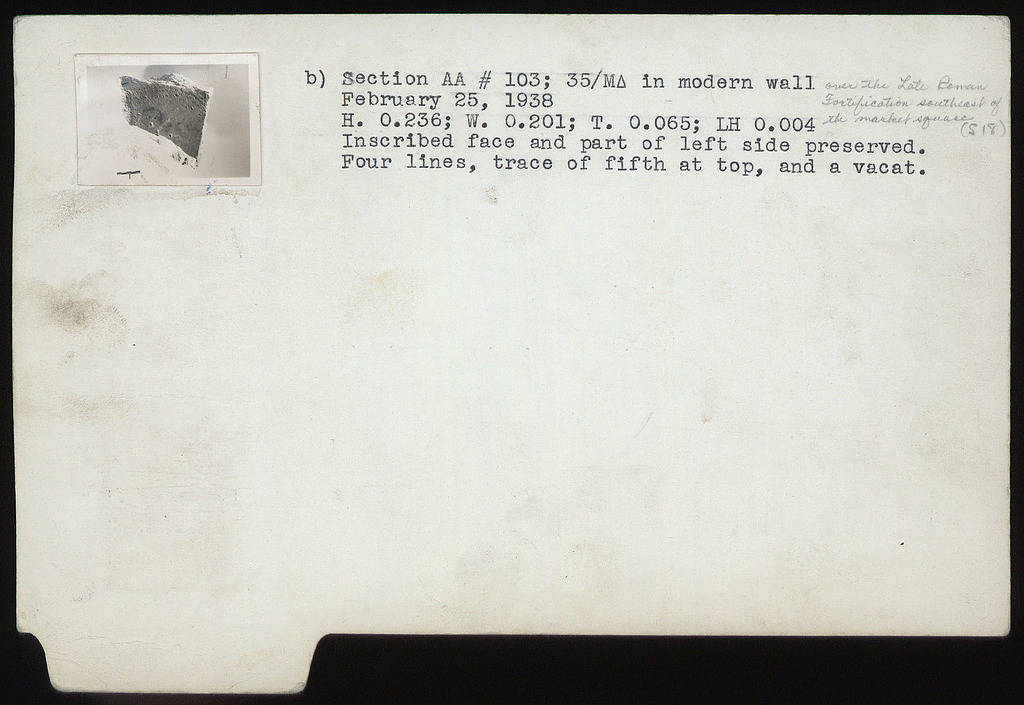 b) Section AA # 103; 35/ΜΔ in modern wall over the Late Roman
Fortification southeast of
the market square
(S 18)
February 25, 1938
H. 0.236; W. 0.201; T. 0.065; LH 0.004
Inscribed face and part of left side preserved.
Four lines, trace of fifth at top, and a vacat.